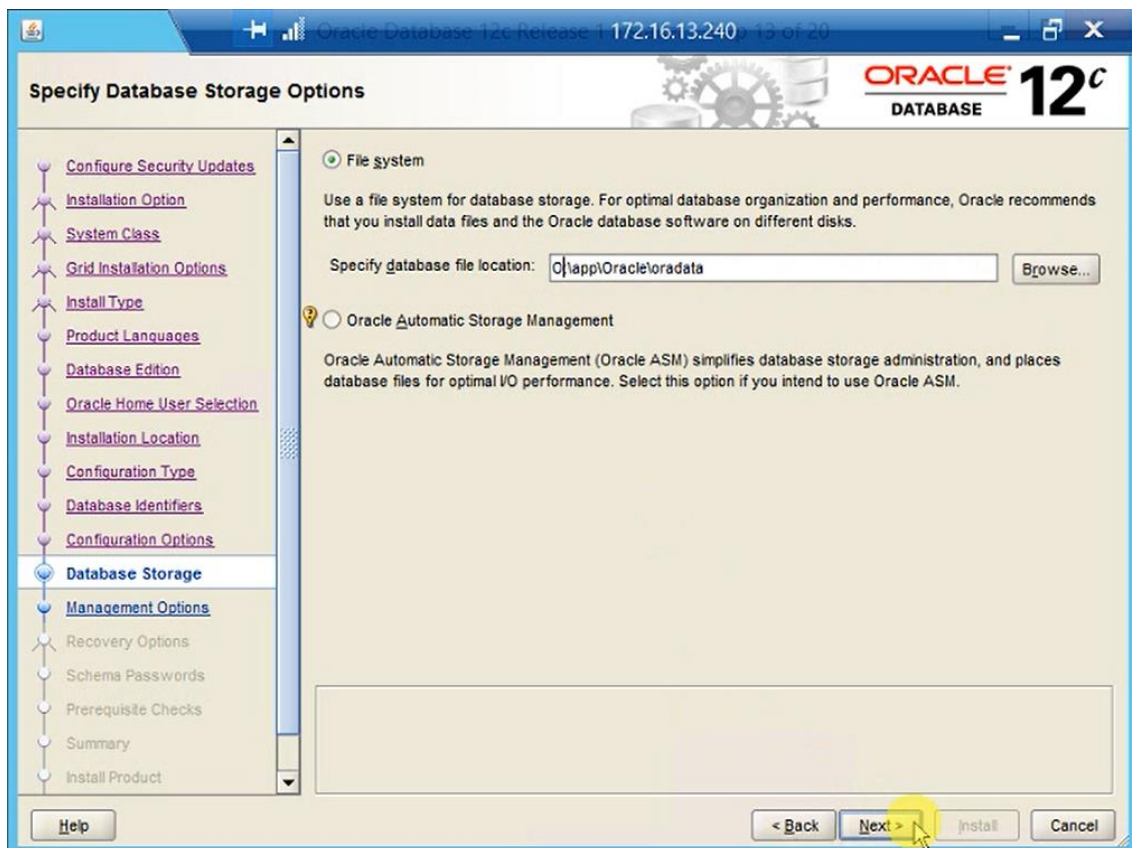 Oracle Database 12c Release 1 172.16.13.240 p 13 of 20
Specify Database Storage Options
ORACLE
DATABASE
12c
Configure Security Updates
Installation Option
System Class
Grid Installation Options
Install Type
Product Languages
Database Edition
Oracle Home User Selection
Installation Location
Configuration Type
Database Identifiers
Configuration Options
Database Storage
Management Options
Recovery Options
Schema Passwords
Prerequisite Checks
Summary
Install Product
File system
Use a file system for database storage. For optimal database organization and performance, Oracle recommends
that you install data files and the Oracle database software on different disks.
Specify database file location: O:\app\Oracle\oradata Browse...
Oracle Automatic Storage Management
Oracle Automatic Storage Management (Oracle ASM) simplifies database storage administration, and places
database files for optimal I/O performance. Select this option if you intend to use Oracle ASM.
Help < Back Next > Install Cancel